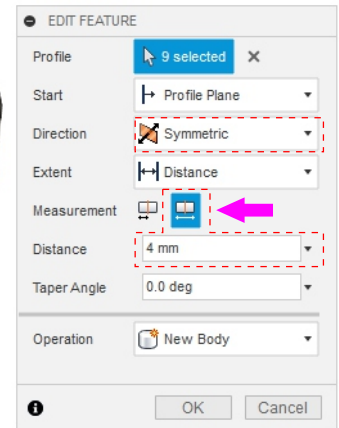 EDIT FEATURE
Profile 9 selected
Start Profile Plane
Direction Symmetric
Extent Distance
Measurement
Distance 4 mm
Taper Angle 0.0 deg
Operation New Body
OK Cancel